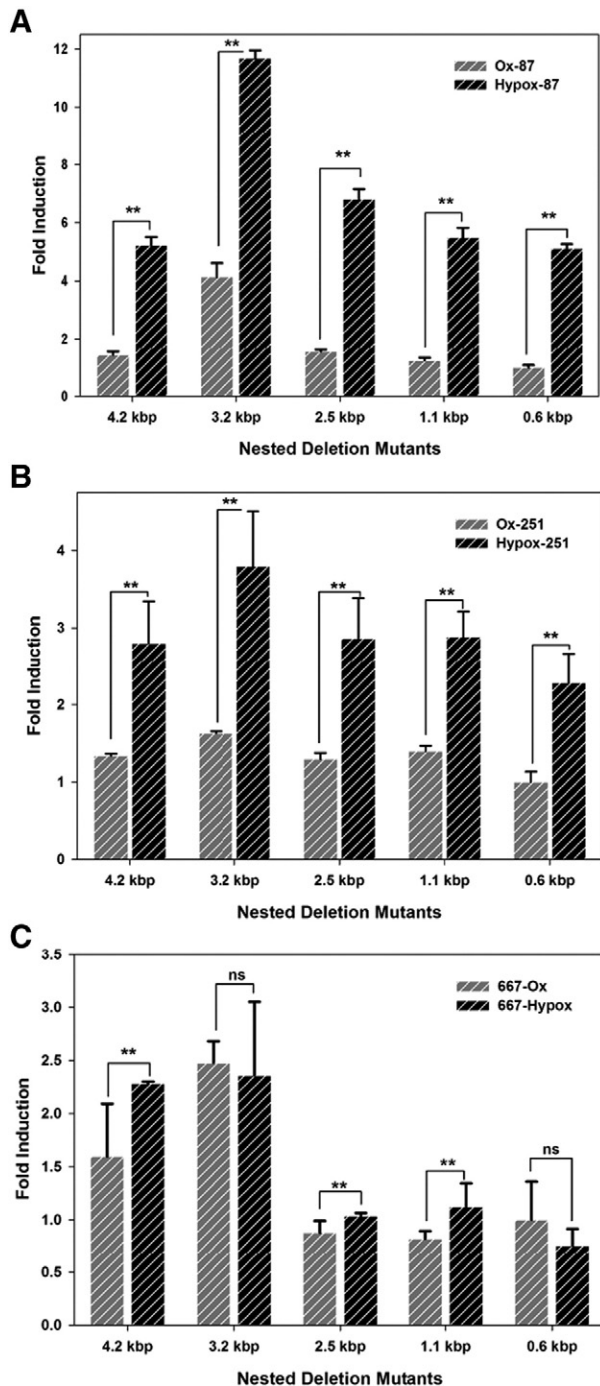 A
12
10
8
6
4
2
0
Fold Induction
**
**
**
**
**
Ox-87
Hypox-87
4.2 kbp 3.2 kbp 2.5 kbp 1.1 kbp 0.6 kbp
Nested Deletion Mutants
B
4
3
2
1
0
Fold Induction
**
**
**
**
**
Ox-251
Hypox-251
4.2 kbp 3.2 kbp 2.5 kbp 1.1 kbp 0.6 kbp
Nested Deletion Mutants
C
3.5
3.0
2.5
2.0
1.5
1.0
0.5
0.0
Fold Induction
**
ns
**
**
ns
667-Ox
667-Hypox
4.2 kbp 3.2 kbp 2.5 kbp 1.1 kbp 0.6 kbp
Nested Deletion Mutants